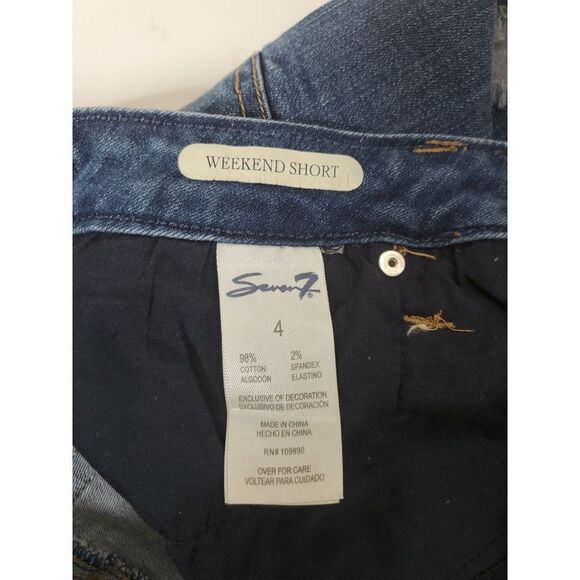 WEEKEND SHORT
Seven7®
4
98% 2%
COTTON SPANDEX
ALGODÓN ELASTINO
EXCLUSIVE OF DECORATION
EXCLUSIVO DE DECORACIÓN
MADE IN CHINA
HECHO EN CHINA
RN# 109890
OVER FOR CARE
VOLTEAR PARA CUIDADO